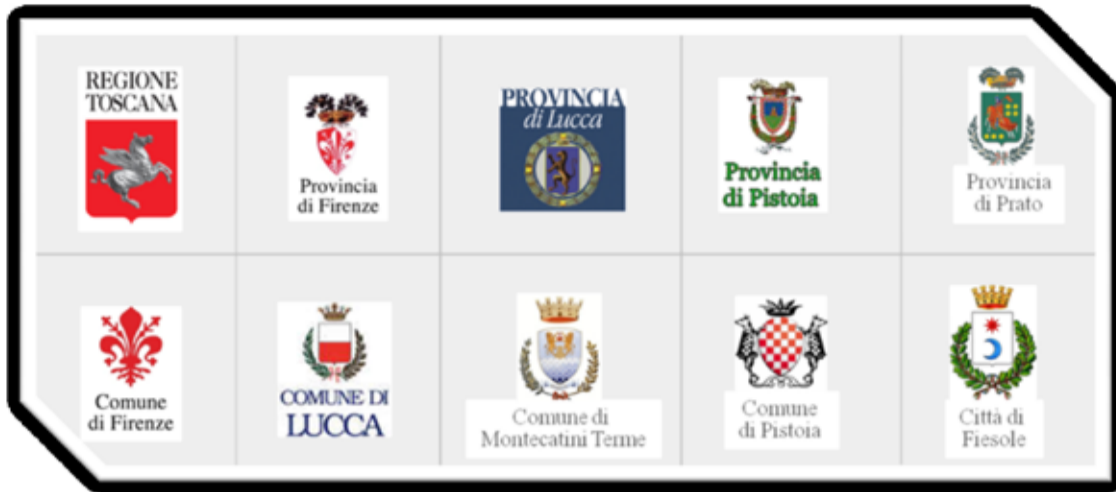 REGIONE
TOSCANA
Provincia
di Firenze
PROVINCIA
di Lucca
Provincia
di Pistoia
Provincia
di Prato
Comune
di Firenze
COMUNE DI
LUCCA
Comune di
Montecatini Terme
Comune
di Pistoia
Città di
Fiesole